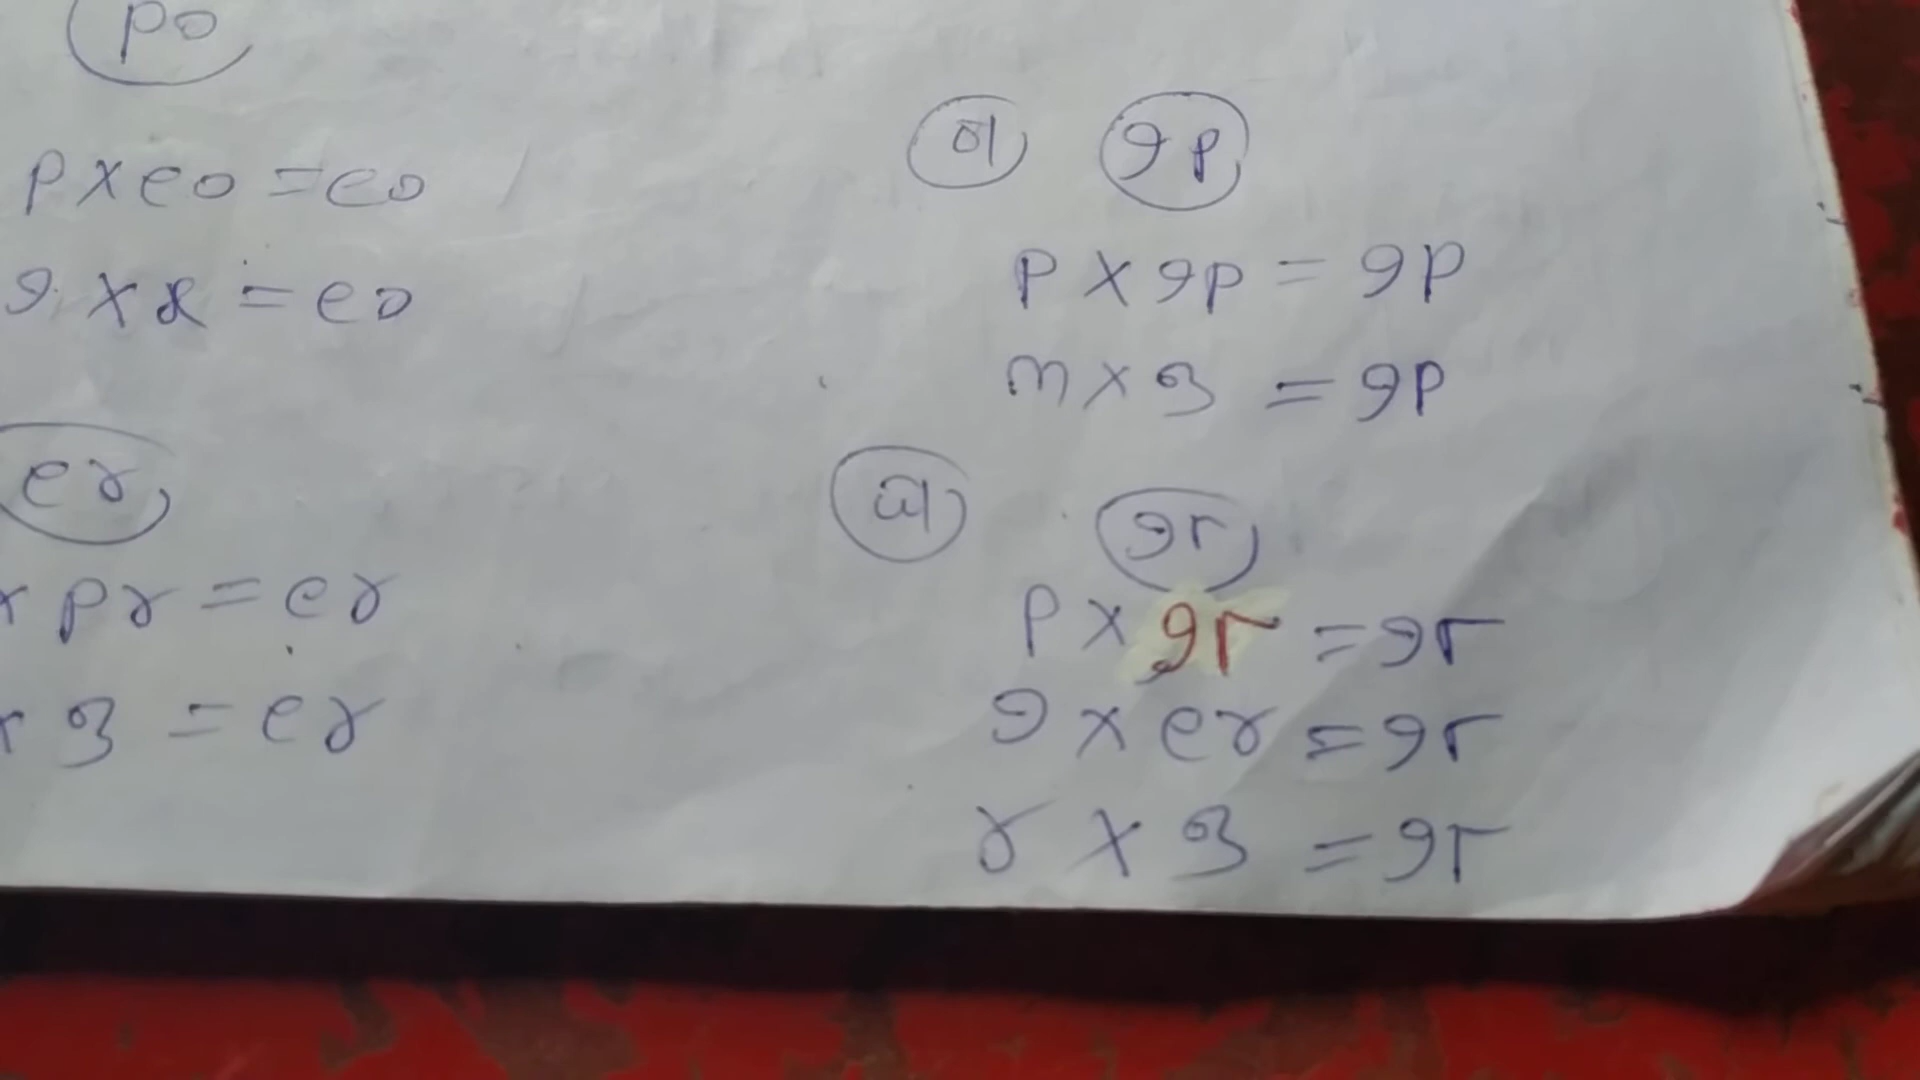 ୧୦
୧×୧୦=୧୦
୨×୫=୧୦
୧୪
× ୧୪ = ୧୪
× ୭ = ୧୪
ଗ ୨୧
୧ × ୨୧ = ୨୧
୩ × ୭ = ୨୧
ଘ ୨୮
୧ × ୨୮ = ୨୮
୨ × ୧୪ = ୨୮
୪ × ୭ = ୨୮